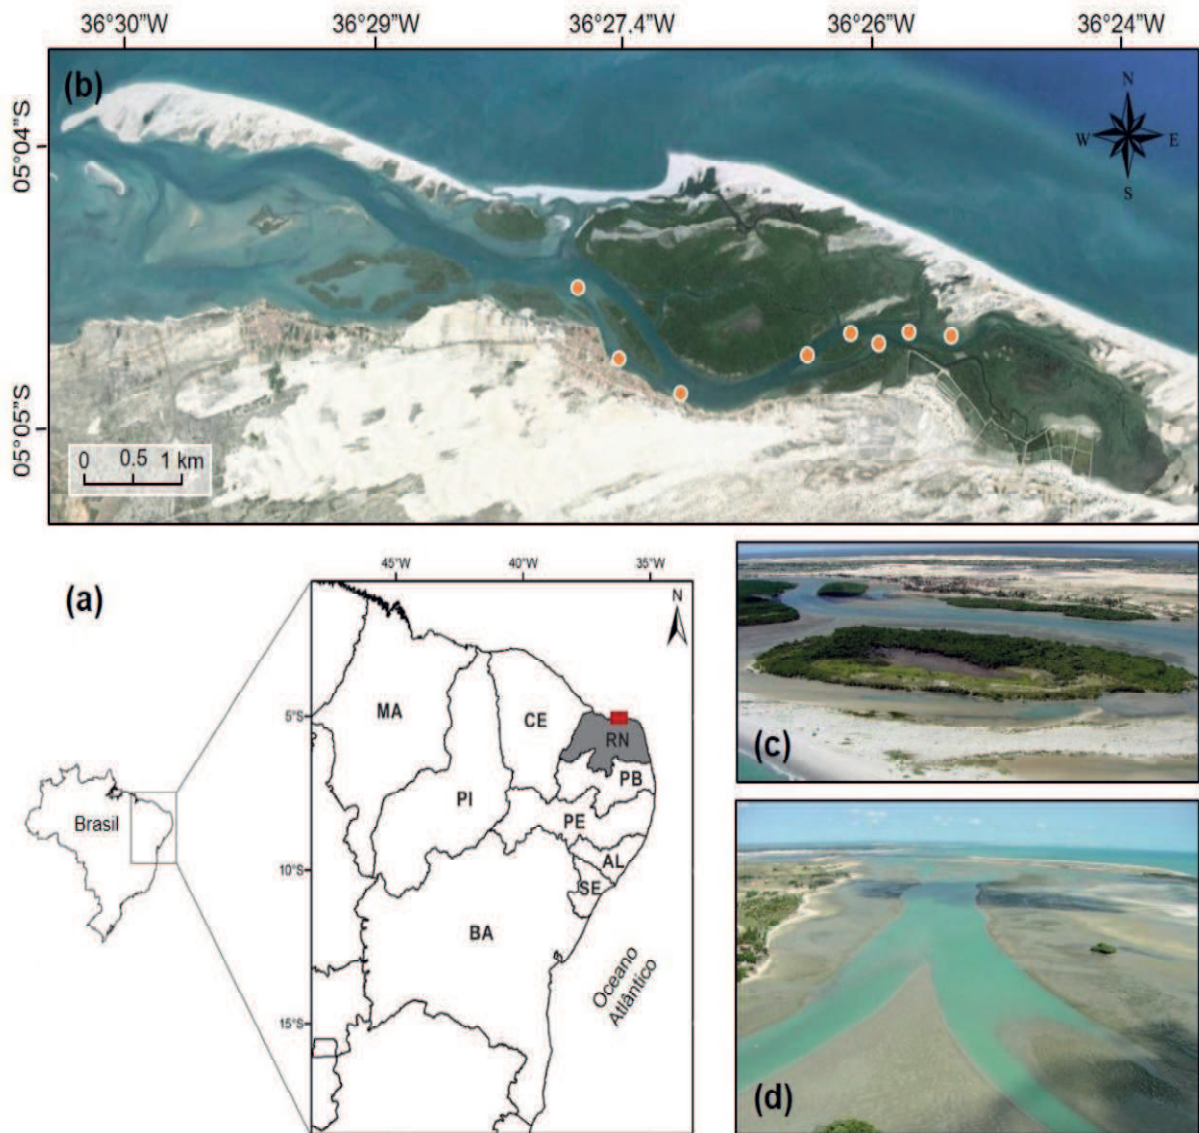 36°30”W 36°29”W 36°27.4”W 36°26”W 36°24”W
(b)
N
W E
S
05°04”S
05°05”S
0 0.5 1 km
(a)
45°W 40°W 35°W
N
5°S
10°S
15°S
MA
CE
RN
PI
PB
PE
AL
SE
BA
Brasil
Oceano
Atlântico
(c)
(d)